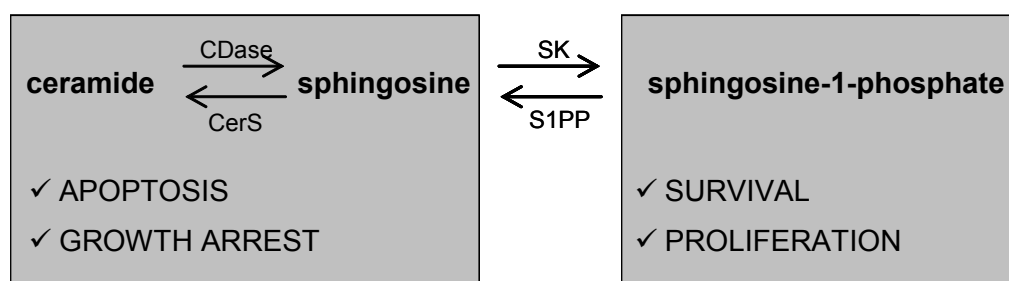 CDase SK
ceramide sphingosine sphingosine-1-phosphate
CerS S1PP
✓ APOPTOSIS ✓ SURVIVAL
✓ GROWTH ARREST ✓ PROLIFERATION